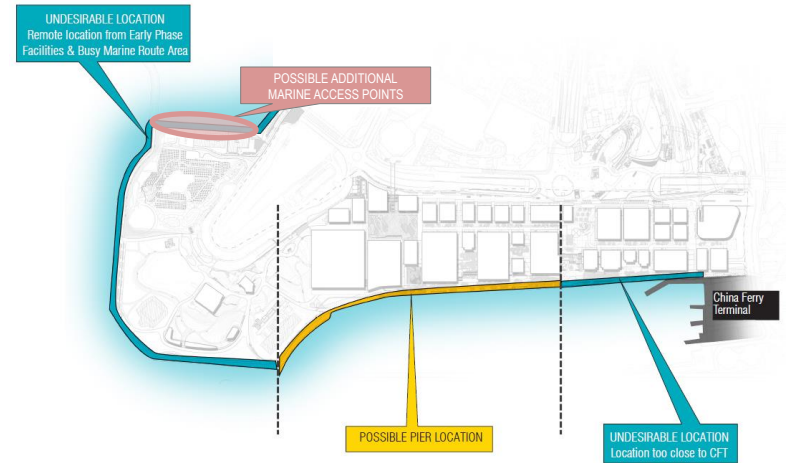 UNDESIRABLE LOCATION
Remote location from Early Phase
Facilities & Busy Marine Route Area
POSSIBLE ADDITIONAL
MARINE ACCESS POINTS
China Ferry
Terminal
POSSIBLE PIER LOCATION
UNDESIRABLE LOCATION
Location too close to CFT